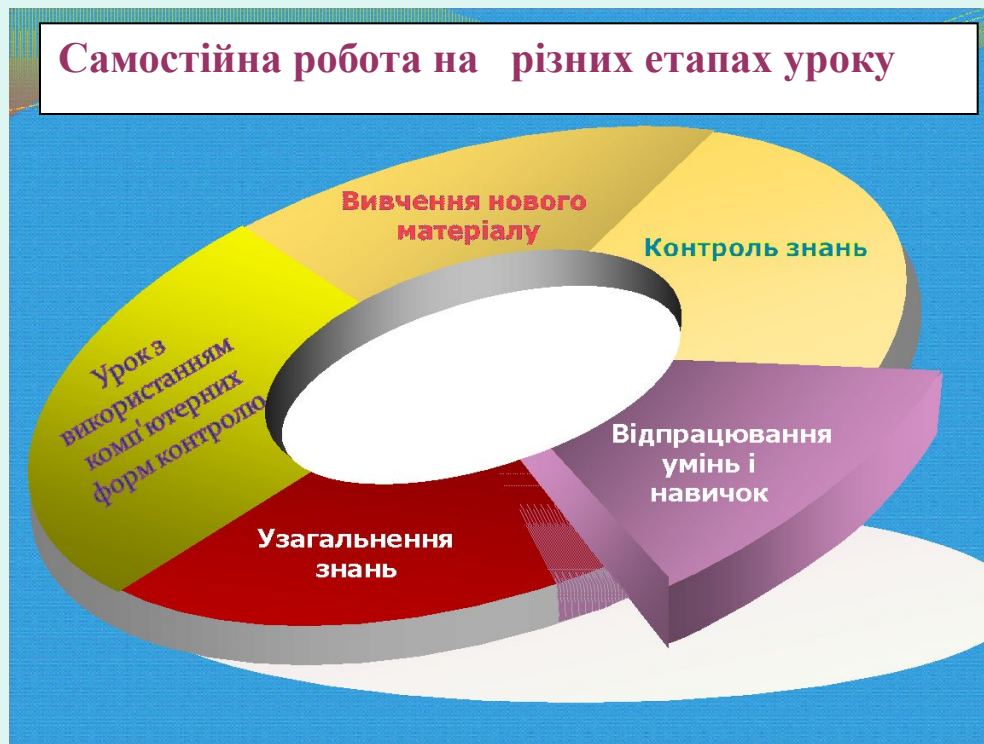 Самостійна робота на різних етапах уроку
Вивчення нового
матеріалу
Контроль знань
Урок з
використанням
комп'ютерних
форм контролю
Відпрацювання
умінь і
навичок
Узагальнення
знань